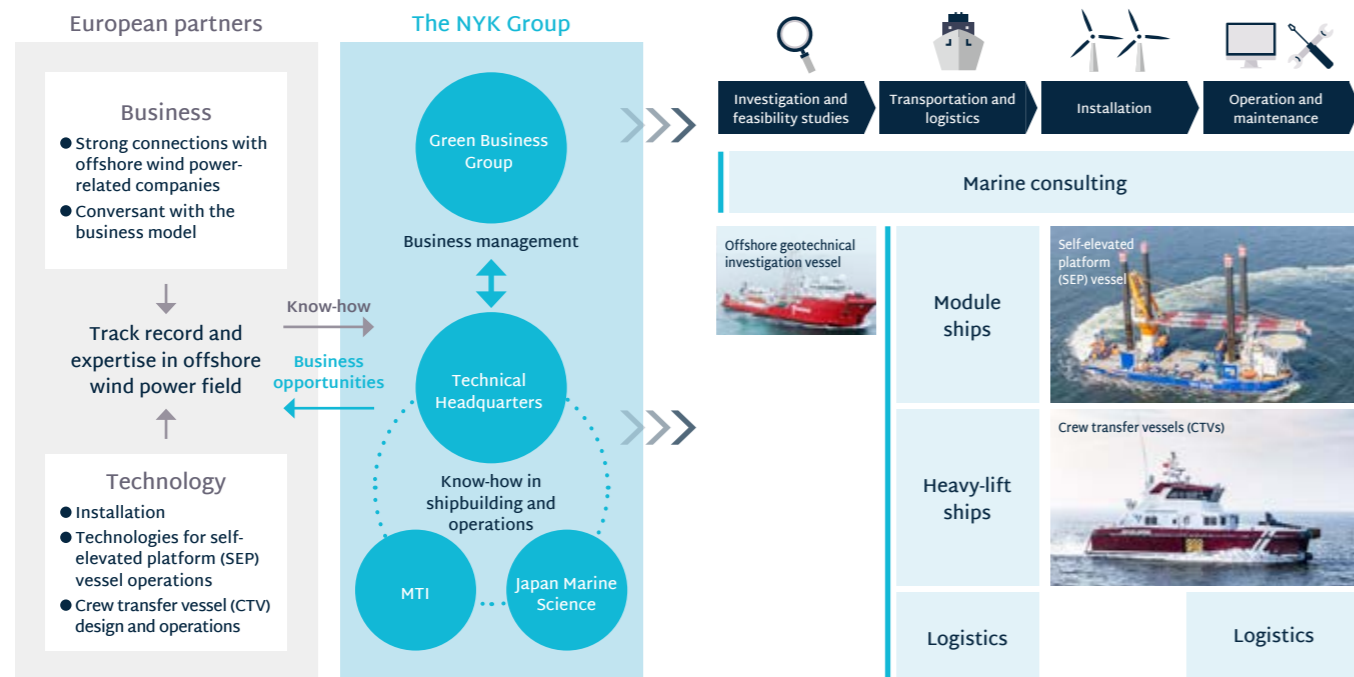 European partners
Business
● Strong connections with
offshore wind power-
related companies
● Conversant with the
business model
Track record and
expertise in offshore
wind power field
Technology
● Installation
● Technologies for self-
elevated platform (SEP)
vessel operations
● Crew transfer vessel (CTV)
design and operations
Know-how
Business
opportunities
The NYK Group
Green Business
Group
Business management
Technical
Headquarters
Know-how in
shipbuilding and
operations
MTI
Japan Marine
Science
Investigation and
feasibility studies
Transportation and
logistics
Installation
Operation and
maintenance
Marine consulting
Offshore geotechnical
investigation vessel
Module
ships
Self-elevated
platform
(SEP) vessel
Heavy-lift
ships
Crew transfer vessels (CTVs)
Logistics
Logistics